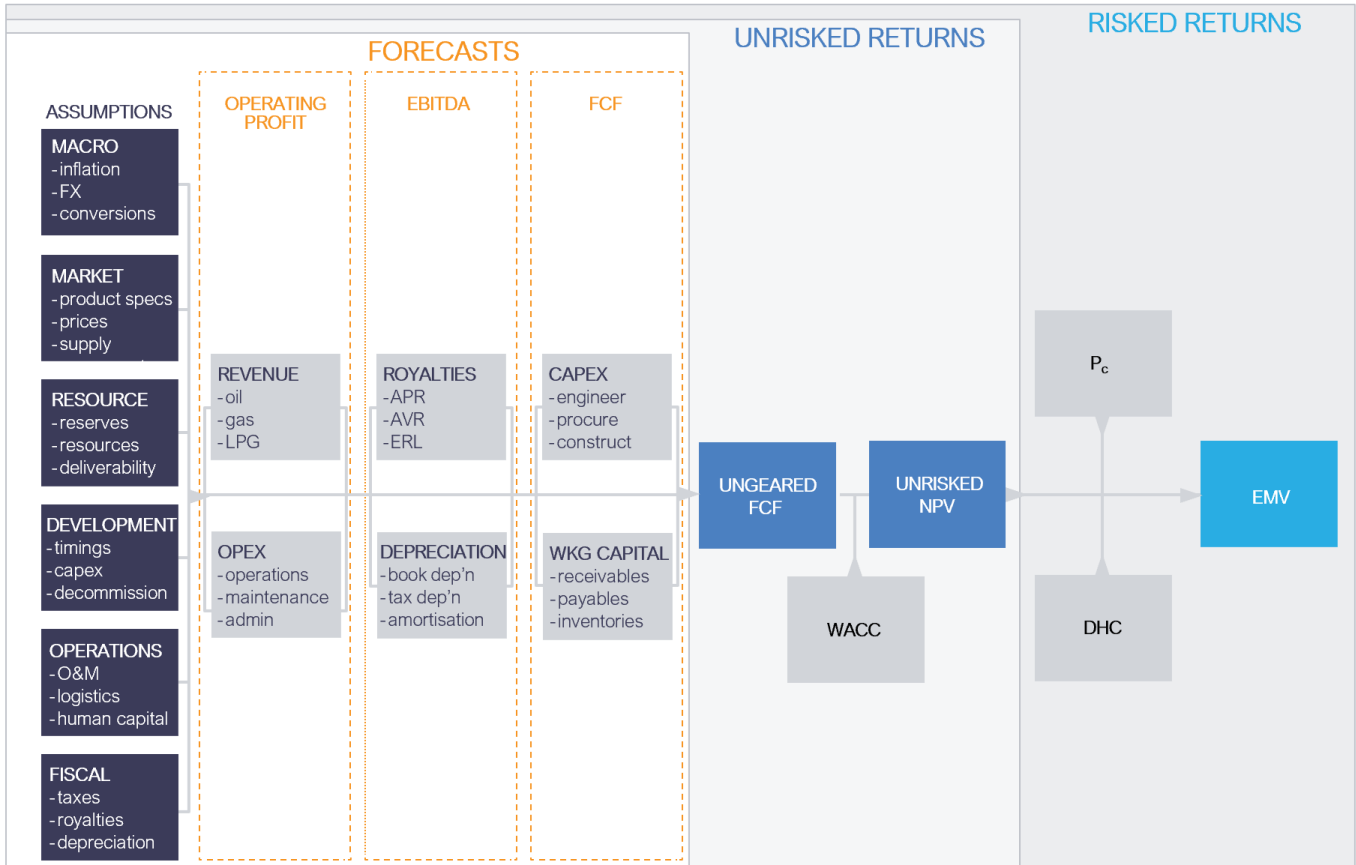 FORECASTS
UNRISKED RETURNS
RISKED RETURNS
ASSUMPTIONS
OPERATING
PROFIT
EBITDA
FCF
MACRO
-inflation
-FX
-conversions
MARKET
-product specs
-prices
-supply
RESOURCE
-reserves
-resources
-deliverability
DEVELOPMENT
-timings
-capex
-decommission
OPERATIONS
-O&M
-logistics
-human capital
FISCAL
-taxes
-royalties
-depreciation
REVENUE
-oil
-gas
-LPG
OPEX
-operations
-maintenance
-admin
ROYALTIES
-APR
-AVR
-ERL
DEPRECIATION
-book dep'n
-tax dep'n
-amortisation
CAPEX
-engineer
-procure
-construct
WKG CAPITAL
-receivables
-payables
-inventories
UNGEARED
FCF
WACC
UNRISKED
NPV
Pc
DHC
EMV